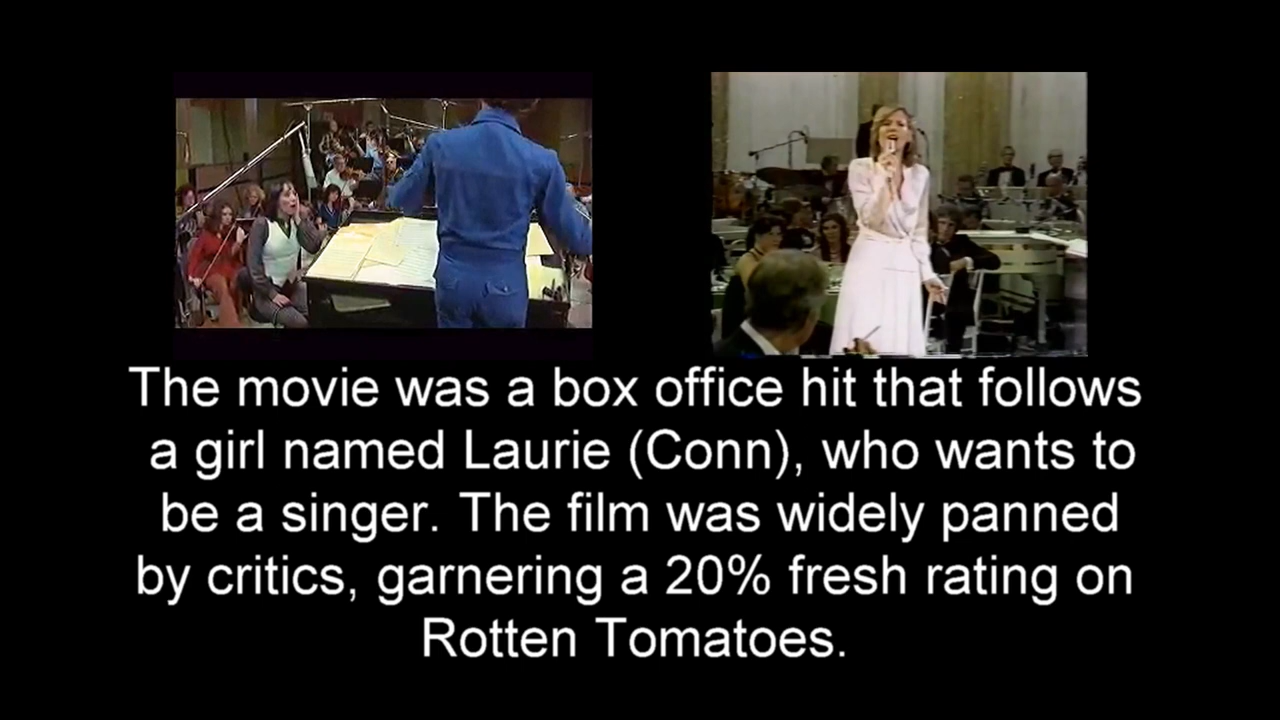 The movie was a box office hit that follows
a girl named Laurie (Conn), who wants to
be a singer. The film was widely panned
by critics, garnering a 20% fresh rating on
Rotten Tomatoes.